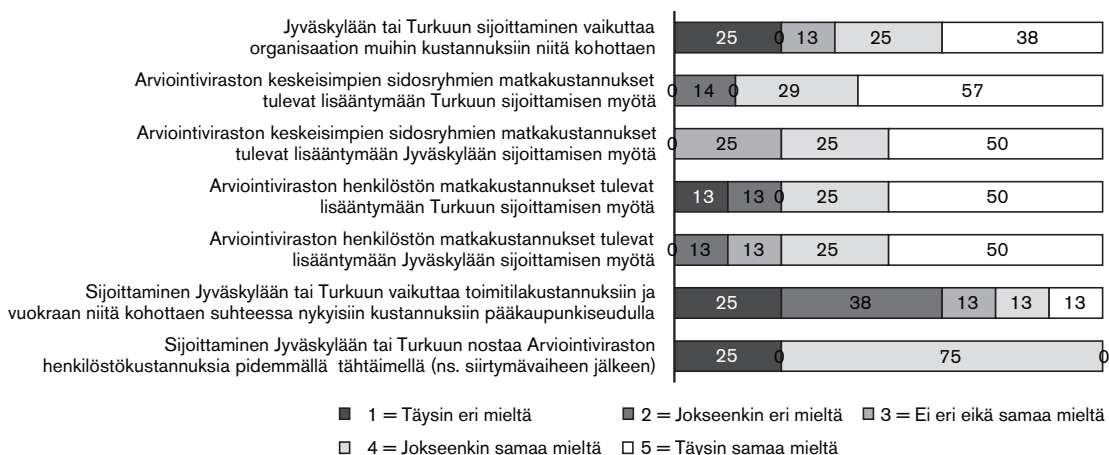 Jyväskylään tai Turkuun sijoittaminen vaikuttaa
organisaation muihin kustannuksiin niitä kohottaen
25 0 13 25 38
Arviointiviraston keskeisimpien sidosryhmien matkakustannukset
tulevat lisääntymään Turkuun sijoittamisen myötä
0 14 0 29 57
Arviointiviraston keskeisimpien sidosryhmien matkakustannukset
tulevat lisääntymään Jyväskylään sijoittamisen myötä
0 25 25 50
Arviointiviraston henkilöstön matkakustannukset tulevat
lisääntymään Turkuun sijoittamisen myötä
13 13 0 25 50
Arviointiviraston henkilöstön matkakustannukset tulevat
lisääntymään Jyväskylään sijoittamisen myötä
0 13 13 25 50
Sijoittaminen Jyväskylään tai Turkuun vaikuttaa toimitilakustannuksiin ja
vuokraan niitä kohottaen suhteessa nykyisiin kustannuksiin pääkaupunkiseudulla
25 38 13 13 13
Sijoittaminen Jyväskylään tai Turkuun nostaa Arviointiviraston
henkilöstökustannuksia pidemmällä tähtäimellä (ns. siirtymävaiheen jälkeen)
25 0 75 0
1 = Täysin eri mieltä 2 = Jokseenkin eri mieltä 3 = Ei eri eikä samaa mieltä
4 = Jokseenkin samaa mieltä 5 = Täysin samaa mieltä